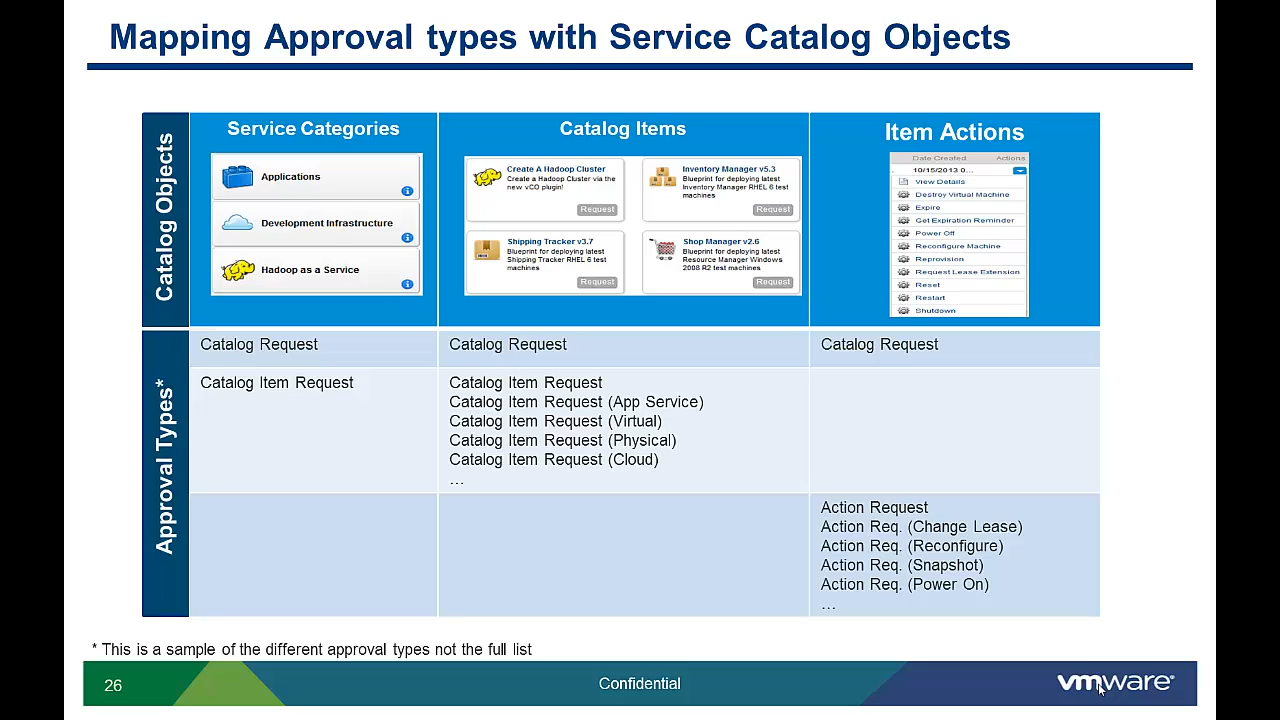 Mapping Approval types with Service Catalog Objects
Catalog Objects
Service Categories
Applications
Development Infrastructure
Hadoop as a Service
Catalog Items
Create A Hadoop Cluster
Create a Hadoop Cluster via the
new vCO plugin!
Request
Inventory Manager v5.3
Blueprint for deploying latest
Inventory Manager RHEL 6 test
machines
Request
Shipping Tracker v3.7
Blueprint for deploying latest
Shipping Tracker RHEL 6 test
machines
Request
Shop Manager v2.6
Blueprint for deploying latest
Resource Manager Windows
2008 R2 test machines
Request
Item Actions
Date Created Actions
10/15/2013 0...
View Details
Destroy Virtual Machine
Expire
Get Expiration Reminder
Power Off
Reconfigure Machine
Reprovision
Request Lease Extension
Reset
Restart
Shutdown
Approval Types*
Catalog Request
Catalog Request
Catalog Request
Catalog Item Request
Catalog Item Request
Catalog Item Request (App Service)
Catalog Item Request (Virtual)
Catalog Item Request (Physical)
Catalog Item Request (Cloud)
...
Action Request
Action Req. (Change Lease)
Action Req. (Reconfigure)
Action Req. (Snapshot)
Action Req. (Power On)
...
* This is a sample of the different approval types not the full list
26
Confidential
vmware